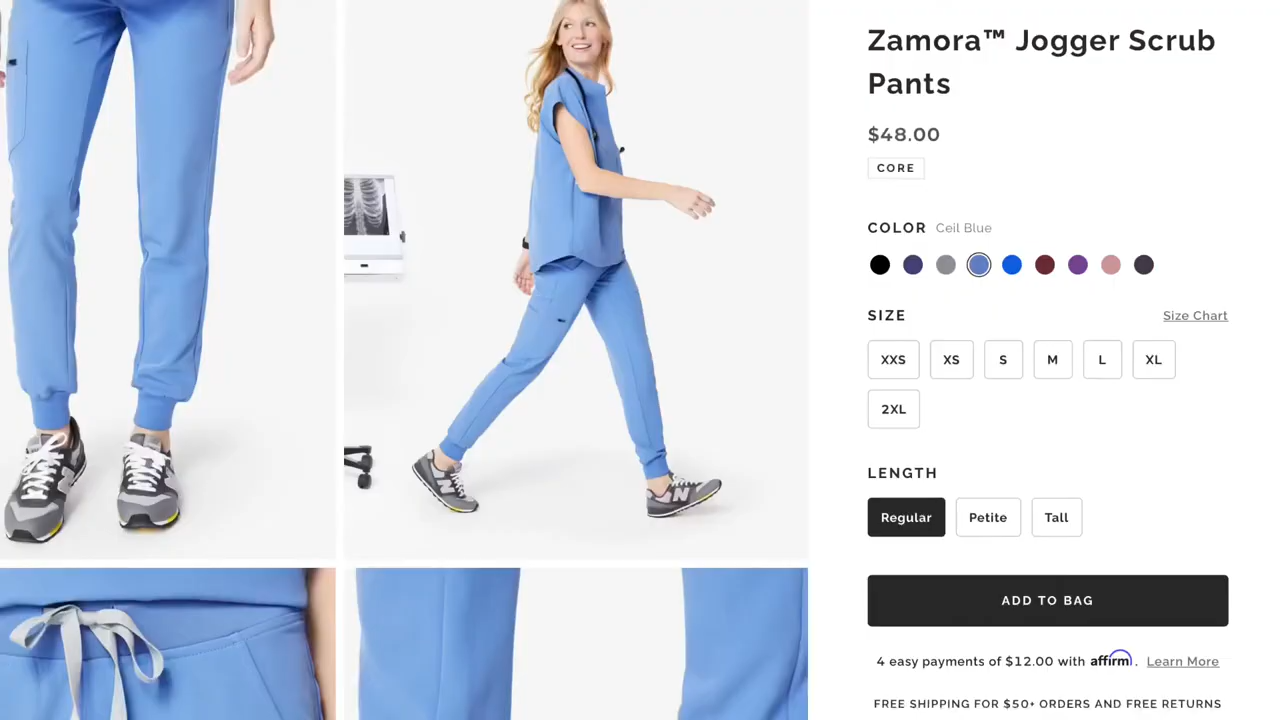 Zamora™ Jogger Scrub
Pants
$48.00
CORE
COLOR Ceil Blue
SIZE Size Chart
XXS XS S M L XL
2XL
LENGTH
Regular Petite Tall
ADD TO BAG
4 easy payments of $12.00 with affirm. Learn More
FREE SHIPPING FOR $50+ ORDERS AND FREE RETURNS
N
N